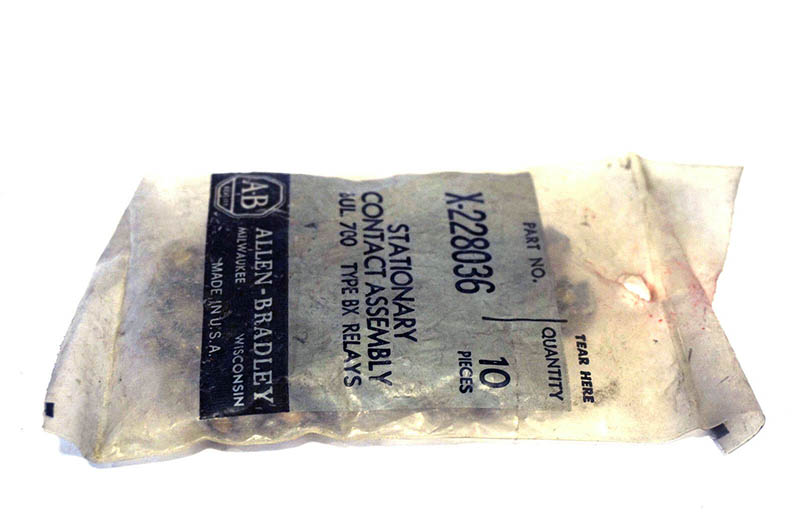 TEAR HERE
PART NO. QUANTITY
X-228036 10
PIECES
STATIONARY
CONTACT ASSEMBLY
BUL 700 TYPE BX RELAYS
A-B
ALLEN-BRADLEY
MILWAUKEE WISCONSIN
MADE IN U.S.A.